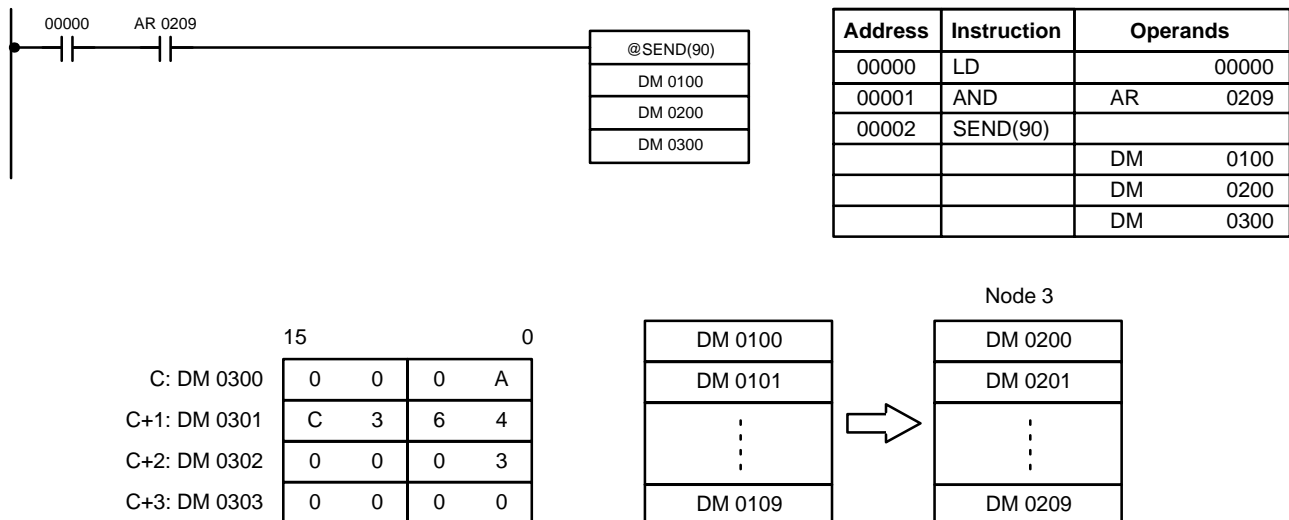 00000 AR 0209
@SEND(90)
DM 0100
DM 0200
DM 0300
Address Instruction Operands
00000 LD 00000
00001 AND AR 0209
00002 SEND(90)
DM 0100
DM 0200
DM 0300
15 0
C: DM 0300 0 0 0 A
C+1: DM 0301 C 3 6 4
C+2: DM 0302 0 0 0 3
C+3: DM 0303 0 0 0 0
DM 0100
DM 0101
DM 0109
Node 3
DM 0200
DM 0201
DM 0209